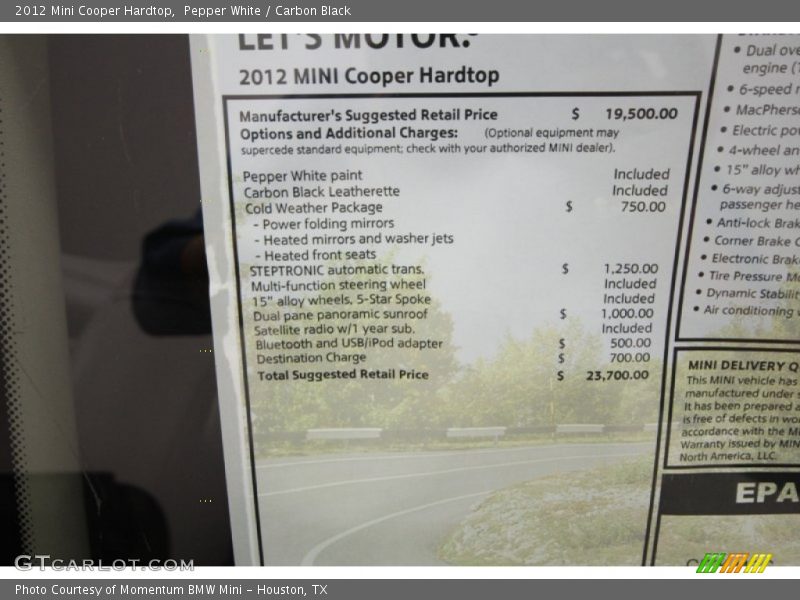 2012 Mini Cooper Hardtop,  Pepper White / Carbon Black
LET'S MOTOR.
2012 MINI Cooper Hardtop
Manufacturer's Suggested Retail Price $ 19,500.00
Options and Additional Charges: (Optional equipment may
supercede standard equipment; check with your authorized MINI dealer).
Pepper White paint Included
Carbon Black Leatherette Included
Cold Weather Package $ 750.00
- Power folding mirrors
- Heated mirrors and washer jets
- Heated front seats
STEPTRONIC automatic trans. $ 1,250.00
Multi-function steering wheel Included
15" alloy wheels, 5-Star Spoke Included
Dual pane panoramic sunroof $ 1,000.00
Satellite radio w/1 year sub. Included
Bluetooth and USB/iPod adapter $ 500.00
Destination Charge $ 700.00
Total Suggested Retail Price $ 23,700.00
• Dual ove
engine (
• 6-speed
• MacPhers
• Electric po
• 4-wheel an
• 15" alloy wh
• 6-way adjust
passenger he
• Anti-lock Brak
• Corner Brake C
• Electronic Brak
• Tire Pressure M
• Dynamic Stabilit
• Air conditioning
MINI DELIVERY Q
This MINI vehicle has
manufactured under s
It has been prepared a
is free of defects in wor
accordance with the MI
Warranty issued by MIN
North America, LLC.
EPA
GTCARLOT.COM
Photo Courtesy of Momentum BMW Mini - Houston, TX